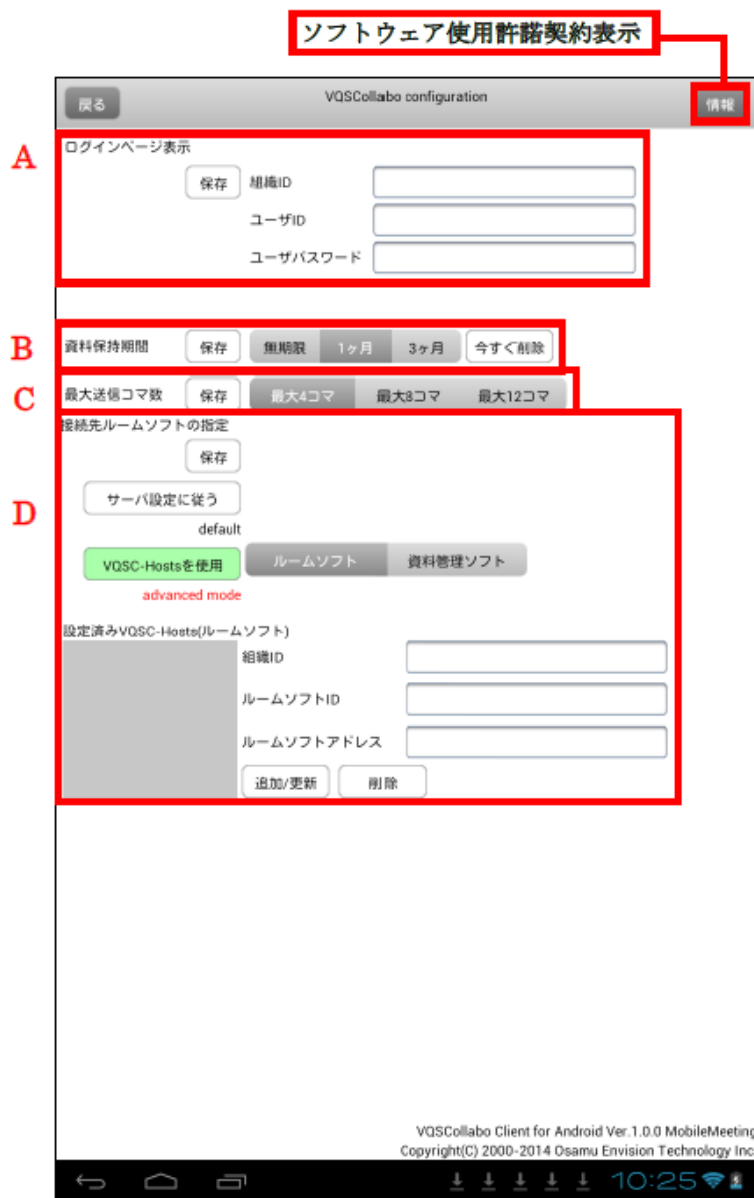 ソフトウェア使用許諾契約表示
戻る VQSCollabo configuration 情報
A
ログインページ表示
保存 組織ID
ユーザID
ユーザパスワード
B 資料保持期間 保存 無期限 1ヶ月 3ヶ月 今すぐ削除
C 最大送信コマ数 保存 最大4コマ 最大8コマ 最大12コマ
接続先ルームソフトの指定
保存
D サーバ設定に従う
default
VQSC-Hostsを使用 ルームソフト 資料管理ソフト
advanced mode
設定済みVQSC-Hosts(ルームソフト)
組織ID
ルームソフトID
ルームソフトアドレス
追加/更新 削除
VQSCollabo Client for Android Ver.1.0.0 MobileMeeting
Copyright(C) 2000-2014 Osamu Envision Technology Inc
10:25